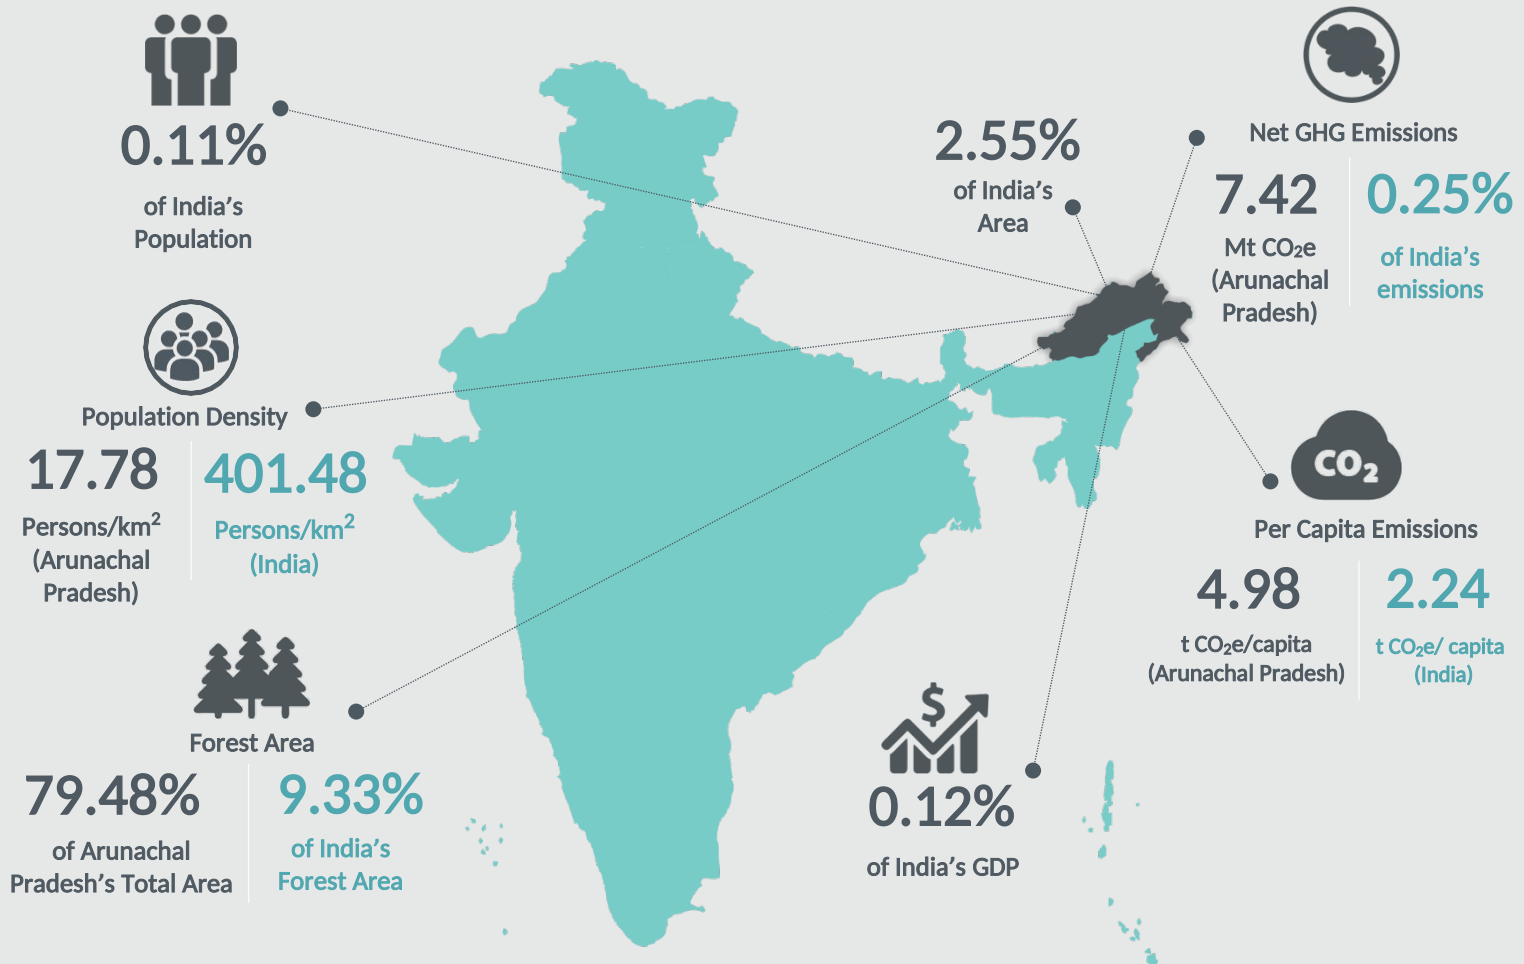 0.11%
of India's
Population
2.55%
of India's
Area
Net GHG Emissions
7.42
Mt CO₂e
(Arunachal
Pradesh)
0.25%
of India's
emissions
Population Density
17.78
Persons/km²
(Arunachal
Pradesh)
401.48
Persons/km²
(India)
CO₂
Per Capita Emissions
4.98
t CO₂e/capita
(Arunachal Pradesh)
2.24
t CO₂e/ capita
(India)
Forest Area
79.48%
of Arunachal
Pradesh's Total Area
9.33%
of India's
Forest Area
$
0.12%
of India's GDP